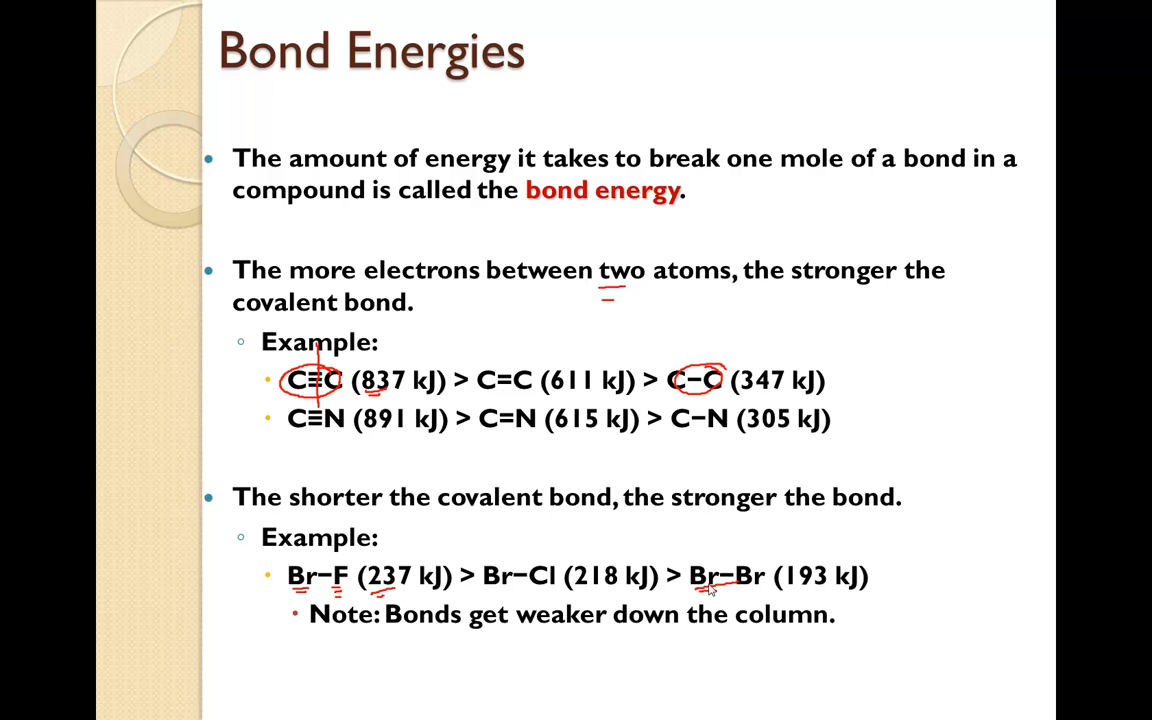 Bond Energies
The amount of energy it takes to break one mole of a bond in a
compound is called the bond energy.
The more electrons between two atoms, the stronger the
covalent bond.
Example:
C≡C (837 kJ) > C=C (611 kJ) > C−C (347 kJ)
C≡N (891 kJ) > C=N (615 kJ) > C−N (305 kJ)
The shorter the covalent bond, the stronger the bond.
Example:
Br−F (237 kJ) > Br−Cl (218 kJ) > Br−Br (193 kJ)
Note: Bonds get weaker down the column.